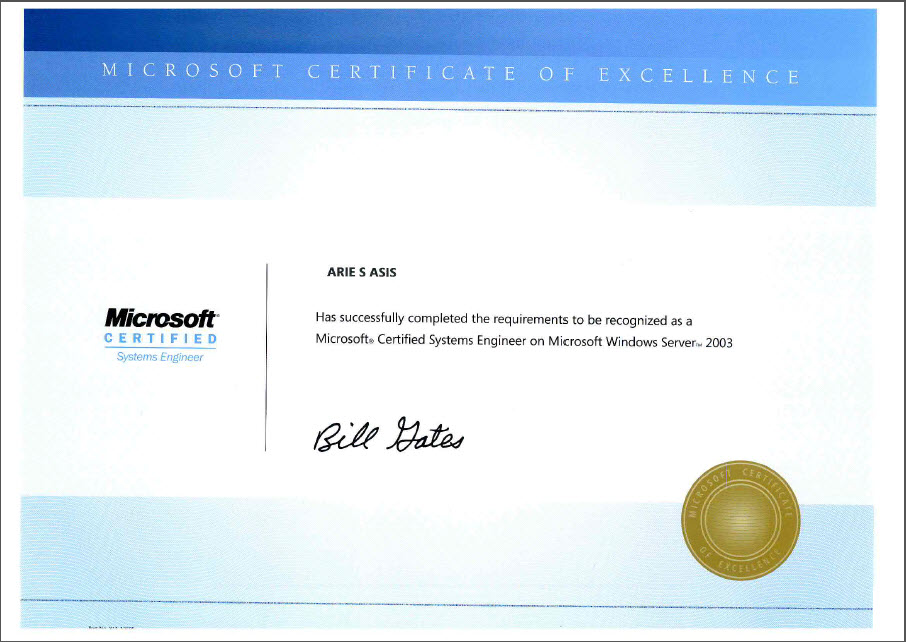 MICROSOFT CERTIFICATE OF EXCELLENCE
ARIE S ASIS
Has successfully completed the requirements to be recognized as a
Microsoft® Certified Systems Engineer on Microsoft Windows Server™ 2003
Microsoft®
CERTIFIED
Systems Engineer
Bill Gates
MICROSOFT CERTIFICATE
OF EXCELLENCE